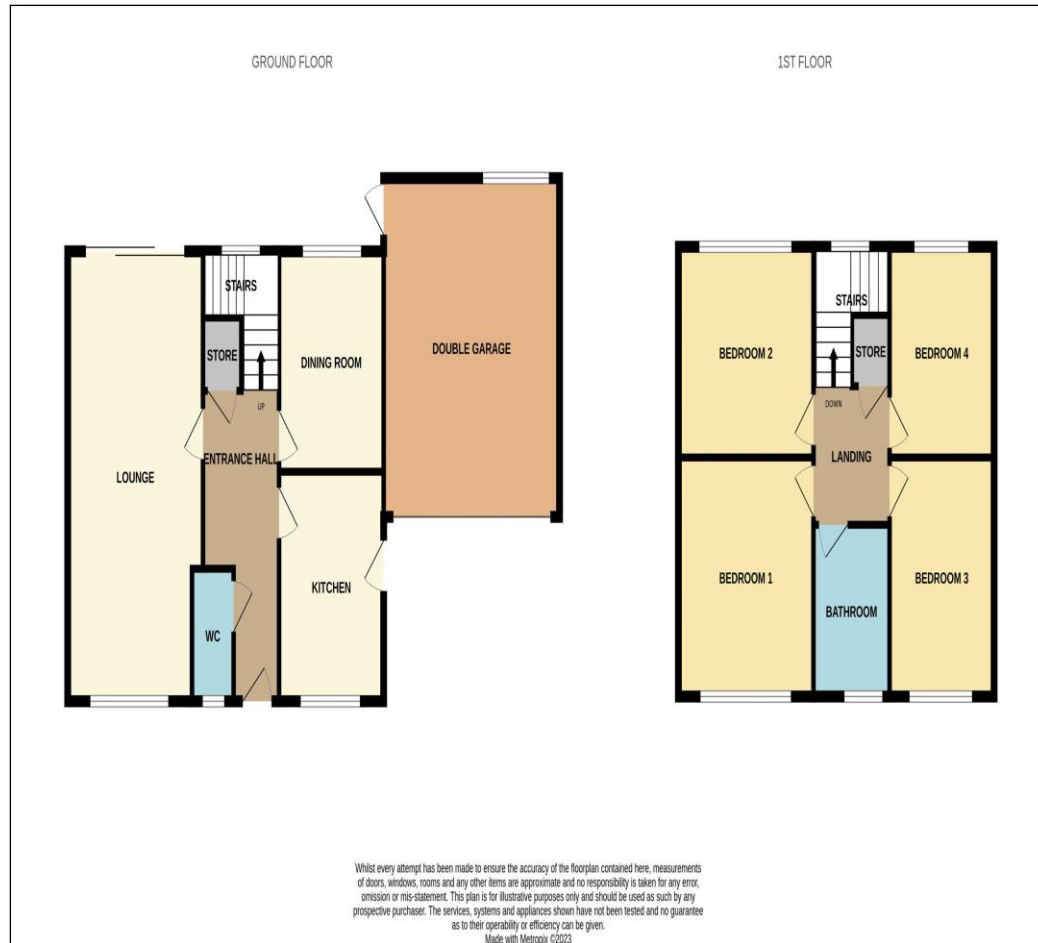 GROUND FLOOR
1ST FLOOR
STAIRS
STORE
DINING ROOM
DOUBLE GARAGE
UP
ENTRANCE HALL
LOUNGE
KITCHEN
WC
STAIRS
BEDROOM 2
STORE
BEDROOM 4
DOWN
LANDING
BEDROOM 1
BEDROOM 3
BATHROOM
Whilst every attempt has been made to ensure the accuracy of the floorplan contained here, measurements
of doors, windows, rooms and any other items are approximate and no responsibility is taken for any error,
omission or mis-statement. This plan is for illustrative purposes only and should be used as such by any
prospective purchaser. The services, systems and appliances shown have not been tested and no guarantee
as to their operability or efficiency can be given.
Made with Metropix ©2023